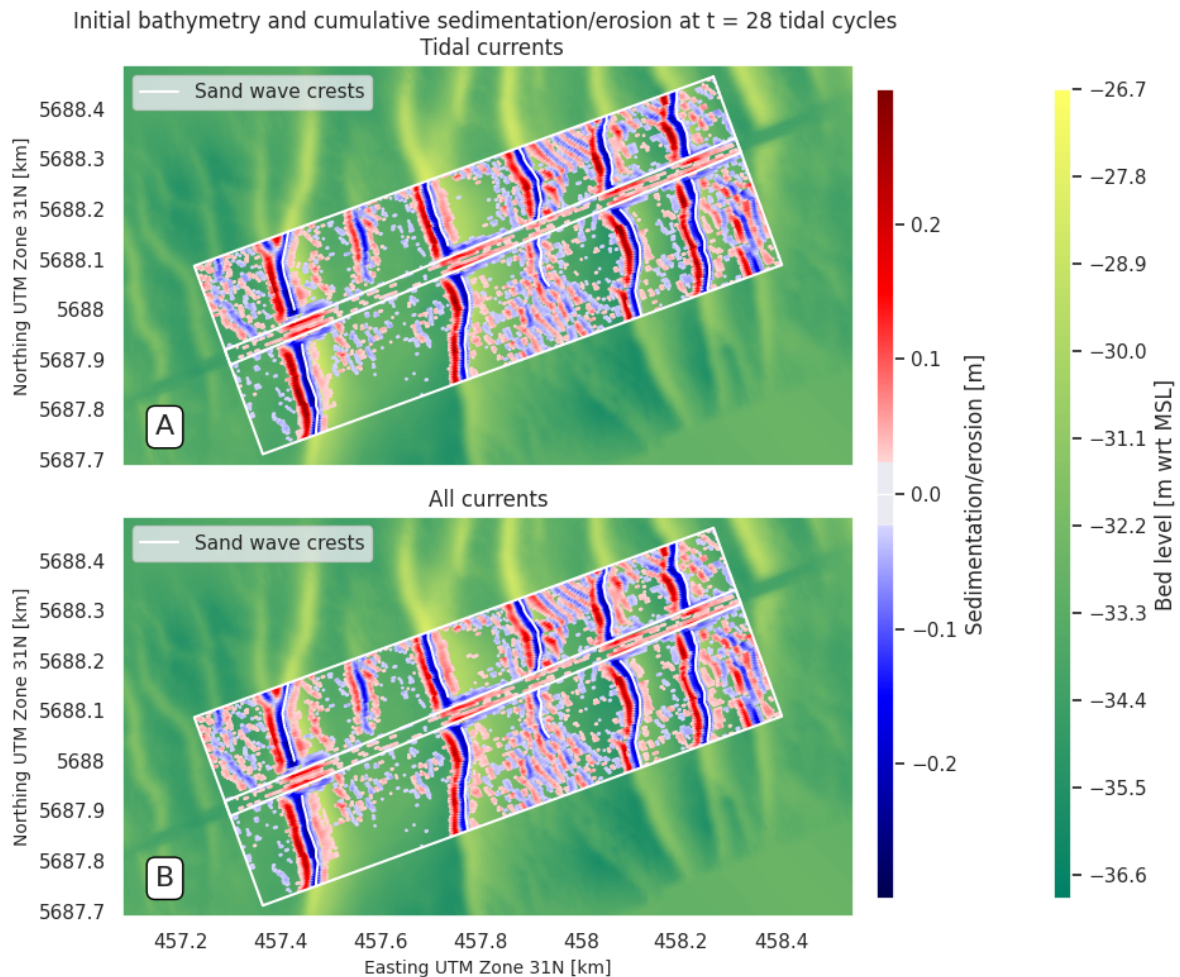 Initial bathymetry and cumulative sedimentation/erosion at t = 28 tidal cycles
Tidal currents
Sand wave crests
5688.4
5688.3
5688.2
5688.1
5688
5687.9
5687.8
5687.7
Northing UTM Zone 31N [km]
A
All currents
Sand wave crests
5688.4
5688.3
5688.2
5688.1
5688
5687.9
5687.8
5687.7
Northing UTM Zone 31N [km]
B
457.2 457.4 457.6 457.8 458 458.2 458.4
Easting UTM Zone 31N [km]
0.2
0.1
0.0
−0.1
−0.2
Sedimentation/erosion [m]
−26.7
−27.8
−28.9
−30.0
−31.1
−32.2
−33.3
−34.4
−35.5
−36.6
Bed level [m wrt MSL]